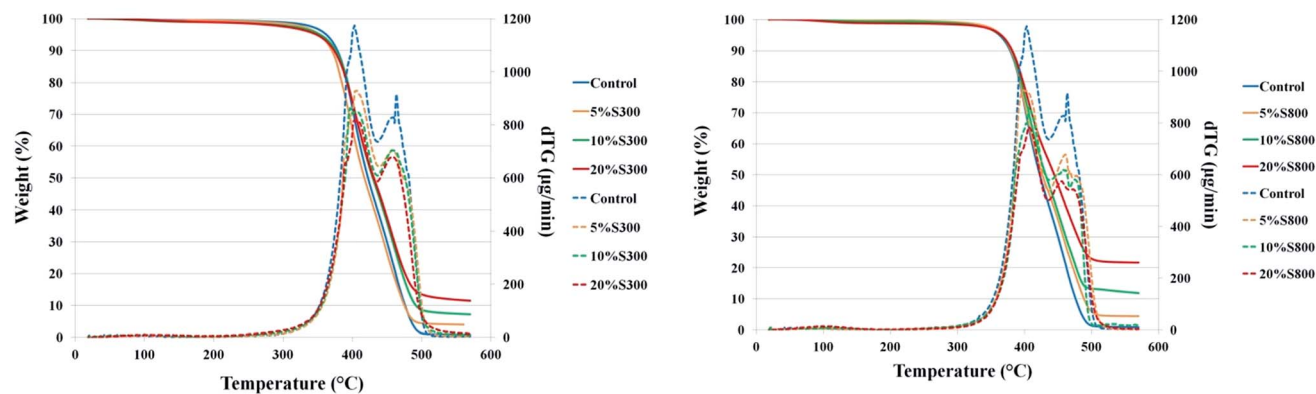 100
90
80
70
60
50
40
30
20
10
0
Weight (%)
1200
1000
800
600
400
200
0
dTG (µg/min)
0 100 200 300 400 500 600
Temperature (°C)
Control
5%S300
10%S300
20%S300
Control
5%S300
10%S300
20%S300
100
90
80
70
60
50
40
30
20
10
0
Weight (%)
1200
1000
800
600
400
200
0
dTG (µg/min)
0 100 200 300 400 500 600
Temperature (°C)
Control
5%S800
10%S800
20%S800
Control
5%S800
10%S800
20%S800